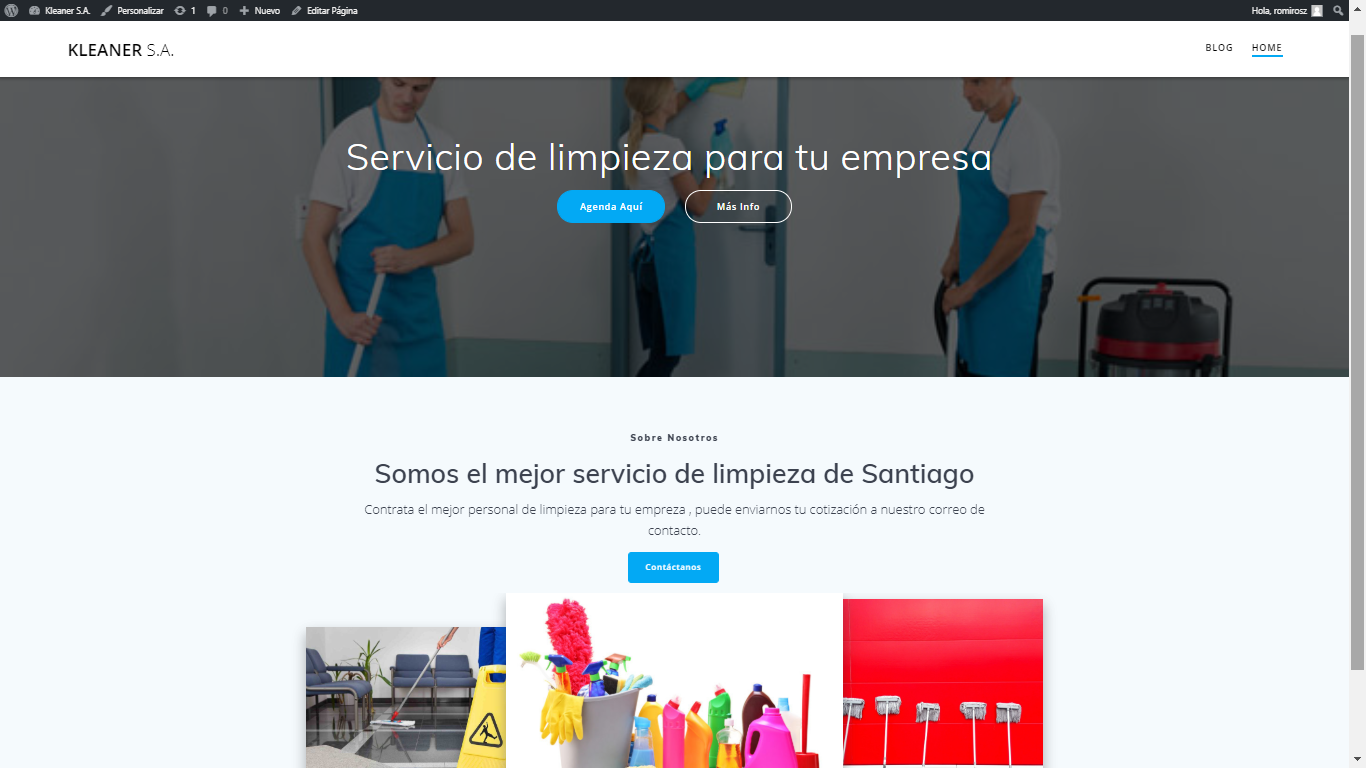 Kleaner S.A. Personalizar 1 0 Nuevo Editar Página Hola, romirosz
KLEANER S.A. BLOG HOME
Servicio de limpieza para tu empresa
Agenda Aquí Más Info
Sobre Nosotros
Somos el mejor servicio de limpieza de Santiago
Contrata el mejor personal de limpieza para tu empreza , puede enviarnos tu cotización a nuestro correo de
contacto.
Contáctanos